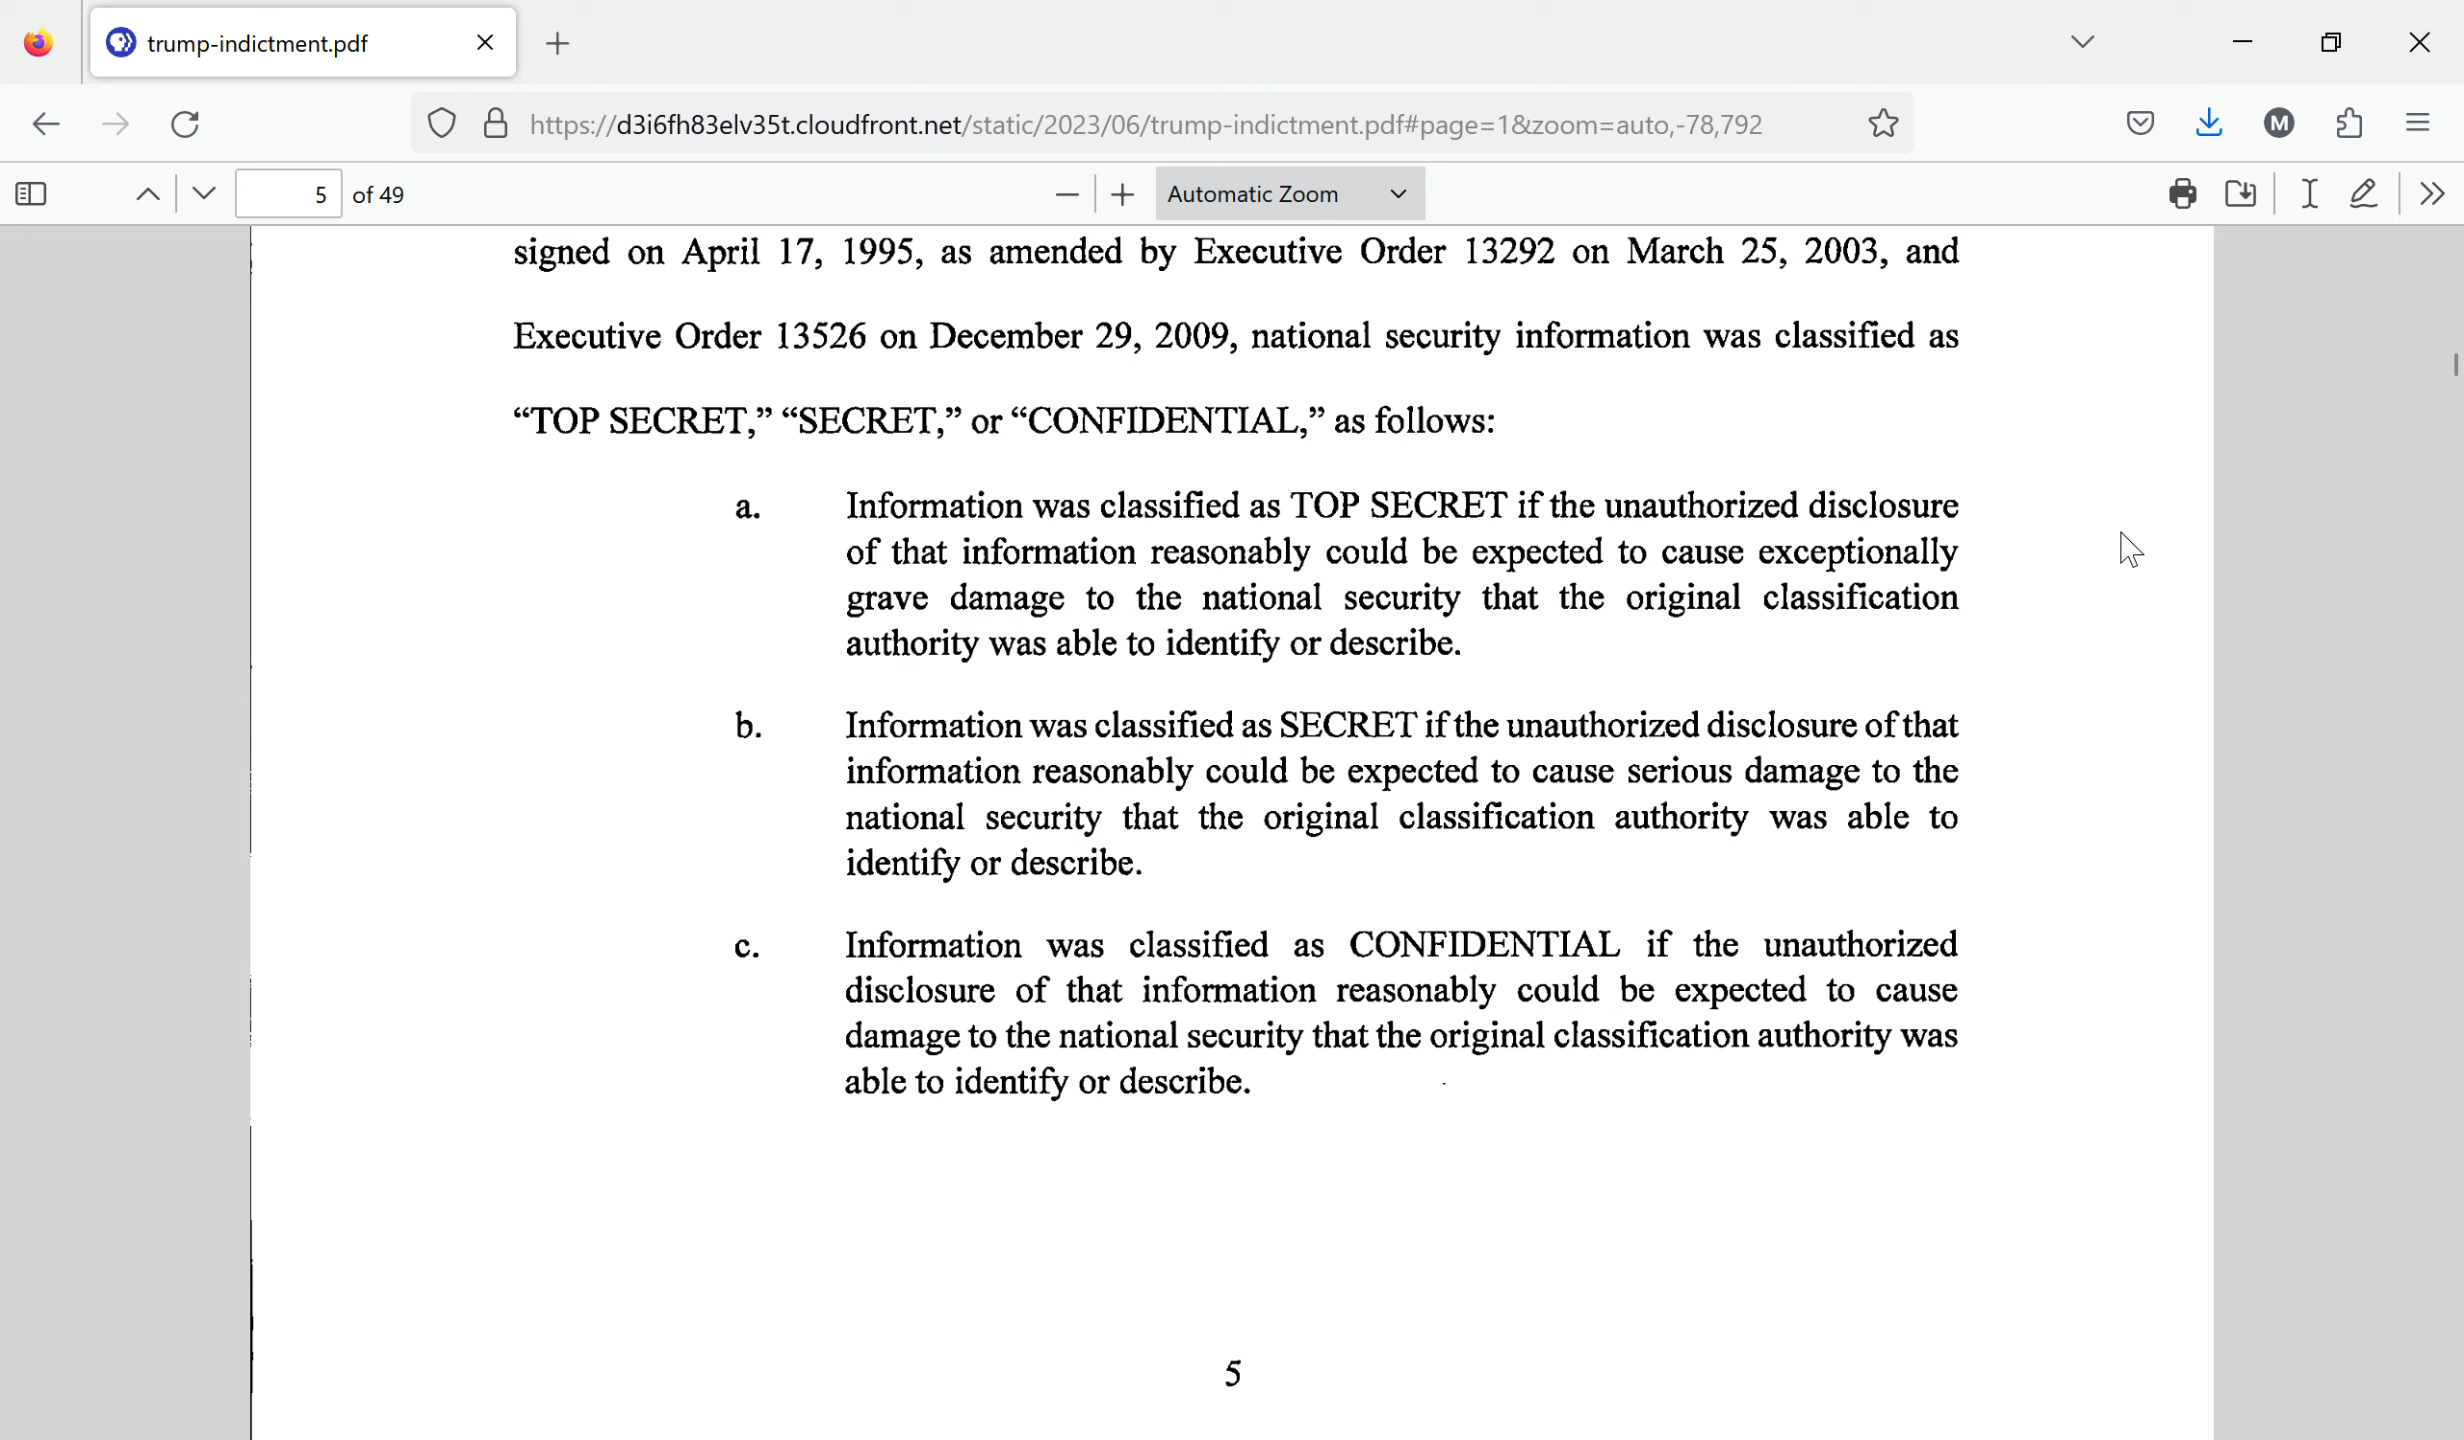 trump-indictment.pdf
https://d3i6fh83elv35t.cloudfront.net/static/2023/06/trump-indictment.pdf#page=1&zoom=auto,-78,792
M
5 of 49
Automatic Zoom
signed on April 17, 1995, as amended by Executive Order 13292 on March 25, 2003, and
Executive Order 13526 on December 29, 2009, national security information was classified as
“TOP SECRET,” “SECRET,” or “CONFIDENTIAL,” as follows:
a. Information was classified as TOP SECRET if the unauthorized disclosure
of that information reasonably could be expected to cause exceptionally
grave damage to the national security that the original classification
authority was able to identify or describe.
b. Information was classified as SECRET if the unauthorized disclosure of that
information reasonably could be expected to cause serious damage to the
national security that the original classification authority was able to
identify or describe.
c. Information was classified as CONFIDENTIAL if the unauthorized
disclosure of that information reasonably could be expected to cause
damage to the national security that the original classification authority was
able to identify or describe.
5